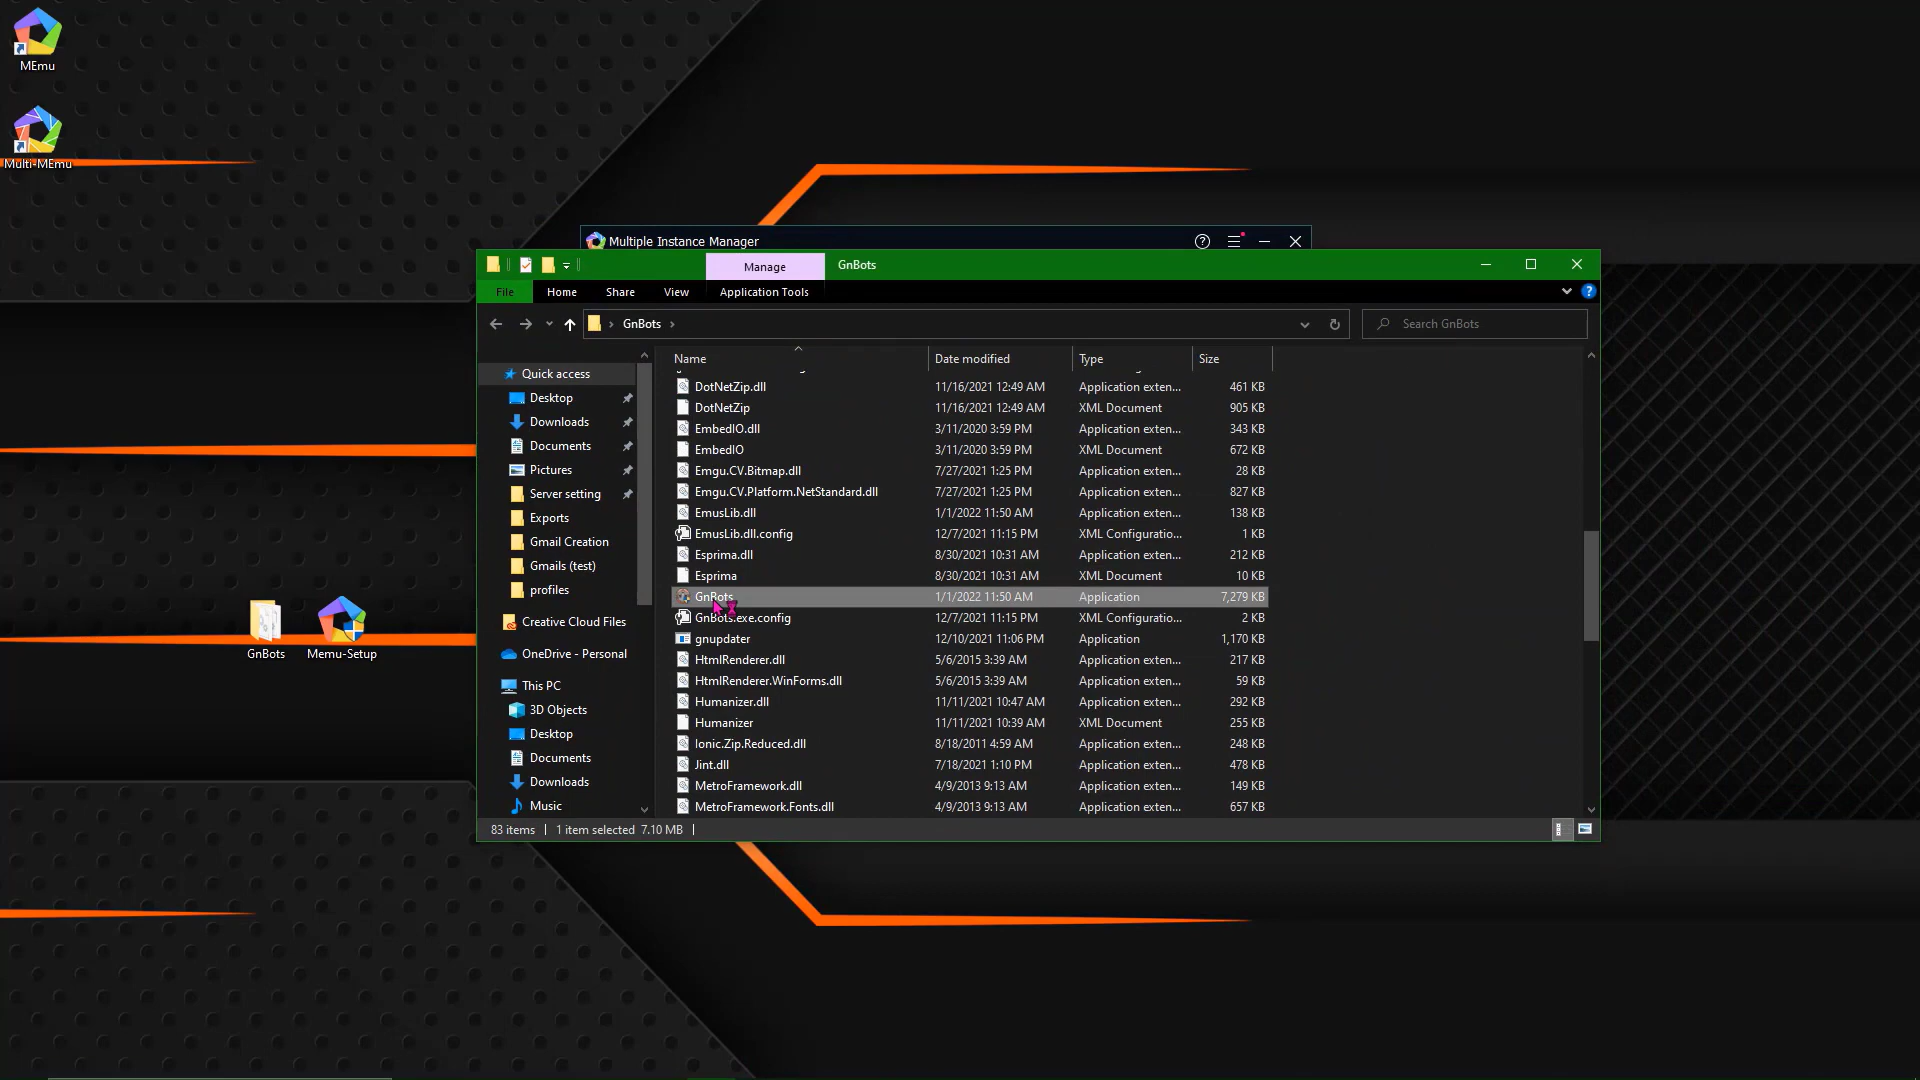 MEmu
Multi-MEmu
GnBots
Memu-Setup
Multiple Instance Manager
Manage
GnBots
File
Home
Share
View
Application Tools
GnBots
Search GnBots
Name
Date modified
Type
Size
Quick access
Desktop
Downloads
Documents
Pictures
Server setting
Exports
Gmail Creation
Gmails (test)
profiles
Creative Cloud Files
OneDrive - Personal
This PC
3D Objects
Desktop
Documents
Downloads
Music
DotNetZip.dll 11/16/2021 12:49 AM Application exten... 461 KB
DotNetZip 11/16/2021 12:49 AM XML Document 905 KB
EmbedIO.dll 3/11/2020 3:59 PM Application exten... 343 KB
EmbedIO 3/11/2020 3:59 PM XML Document 672 KB
Emgu.CV.Bitmap.dll 7/27/2021 1:25 PM Application exten... 28 KB
Emgu.CV.Platform.NetStandard.dll 7/27/2021 1:25 PM Application exten... 827 KB
EmusLib.dll 1/1/2022 11:50 AM Application exten... 138 KB
EmusLib.dll.config 12/7/2021 11:15 PM XML Configuratio... 1 KB
Esprima.dll 8/30/2021 10:31 AM Application exten... 212 KB
Esprima 8/30/2021 10:31 AM XML Document 10 KB
GnBots 1/1/2022 11:50 AM Application 7,279 KB
GnBots.exe.config 12/7/2021 11:15 PM XML Configuratio... 2 KB
gnupdater 12/10/2021 11:06 PM Application 1,170 KB
HtmlRenderer.dll 5/6/2015 3:39 AM Application exten... 217 KB
HtmlRenderer.WinForms.dll 5/6/2015 3:39 AM Application exten... 59 KB
Humanizer.dll 11/11/2021 10:47 AM Application exten... 292 KB
Humanizer 11/11/2021 10:39 AM XML Document 255 KB
Ionic.Zip.Reduced.dll 8/18/2011 4:59 AM Application exten... 248 KB
Jint.dll 7/18/2021 1:10 PM Application exten... 478 KB
MetroFramework.dll 4/9/2013 9:13 AM Application exten... 149 KB
MetroFramework.Fonts.dll 4/9/2013 9:13 AM Application exten... 657 KB
83 items 1 item selected 7.10 MB